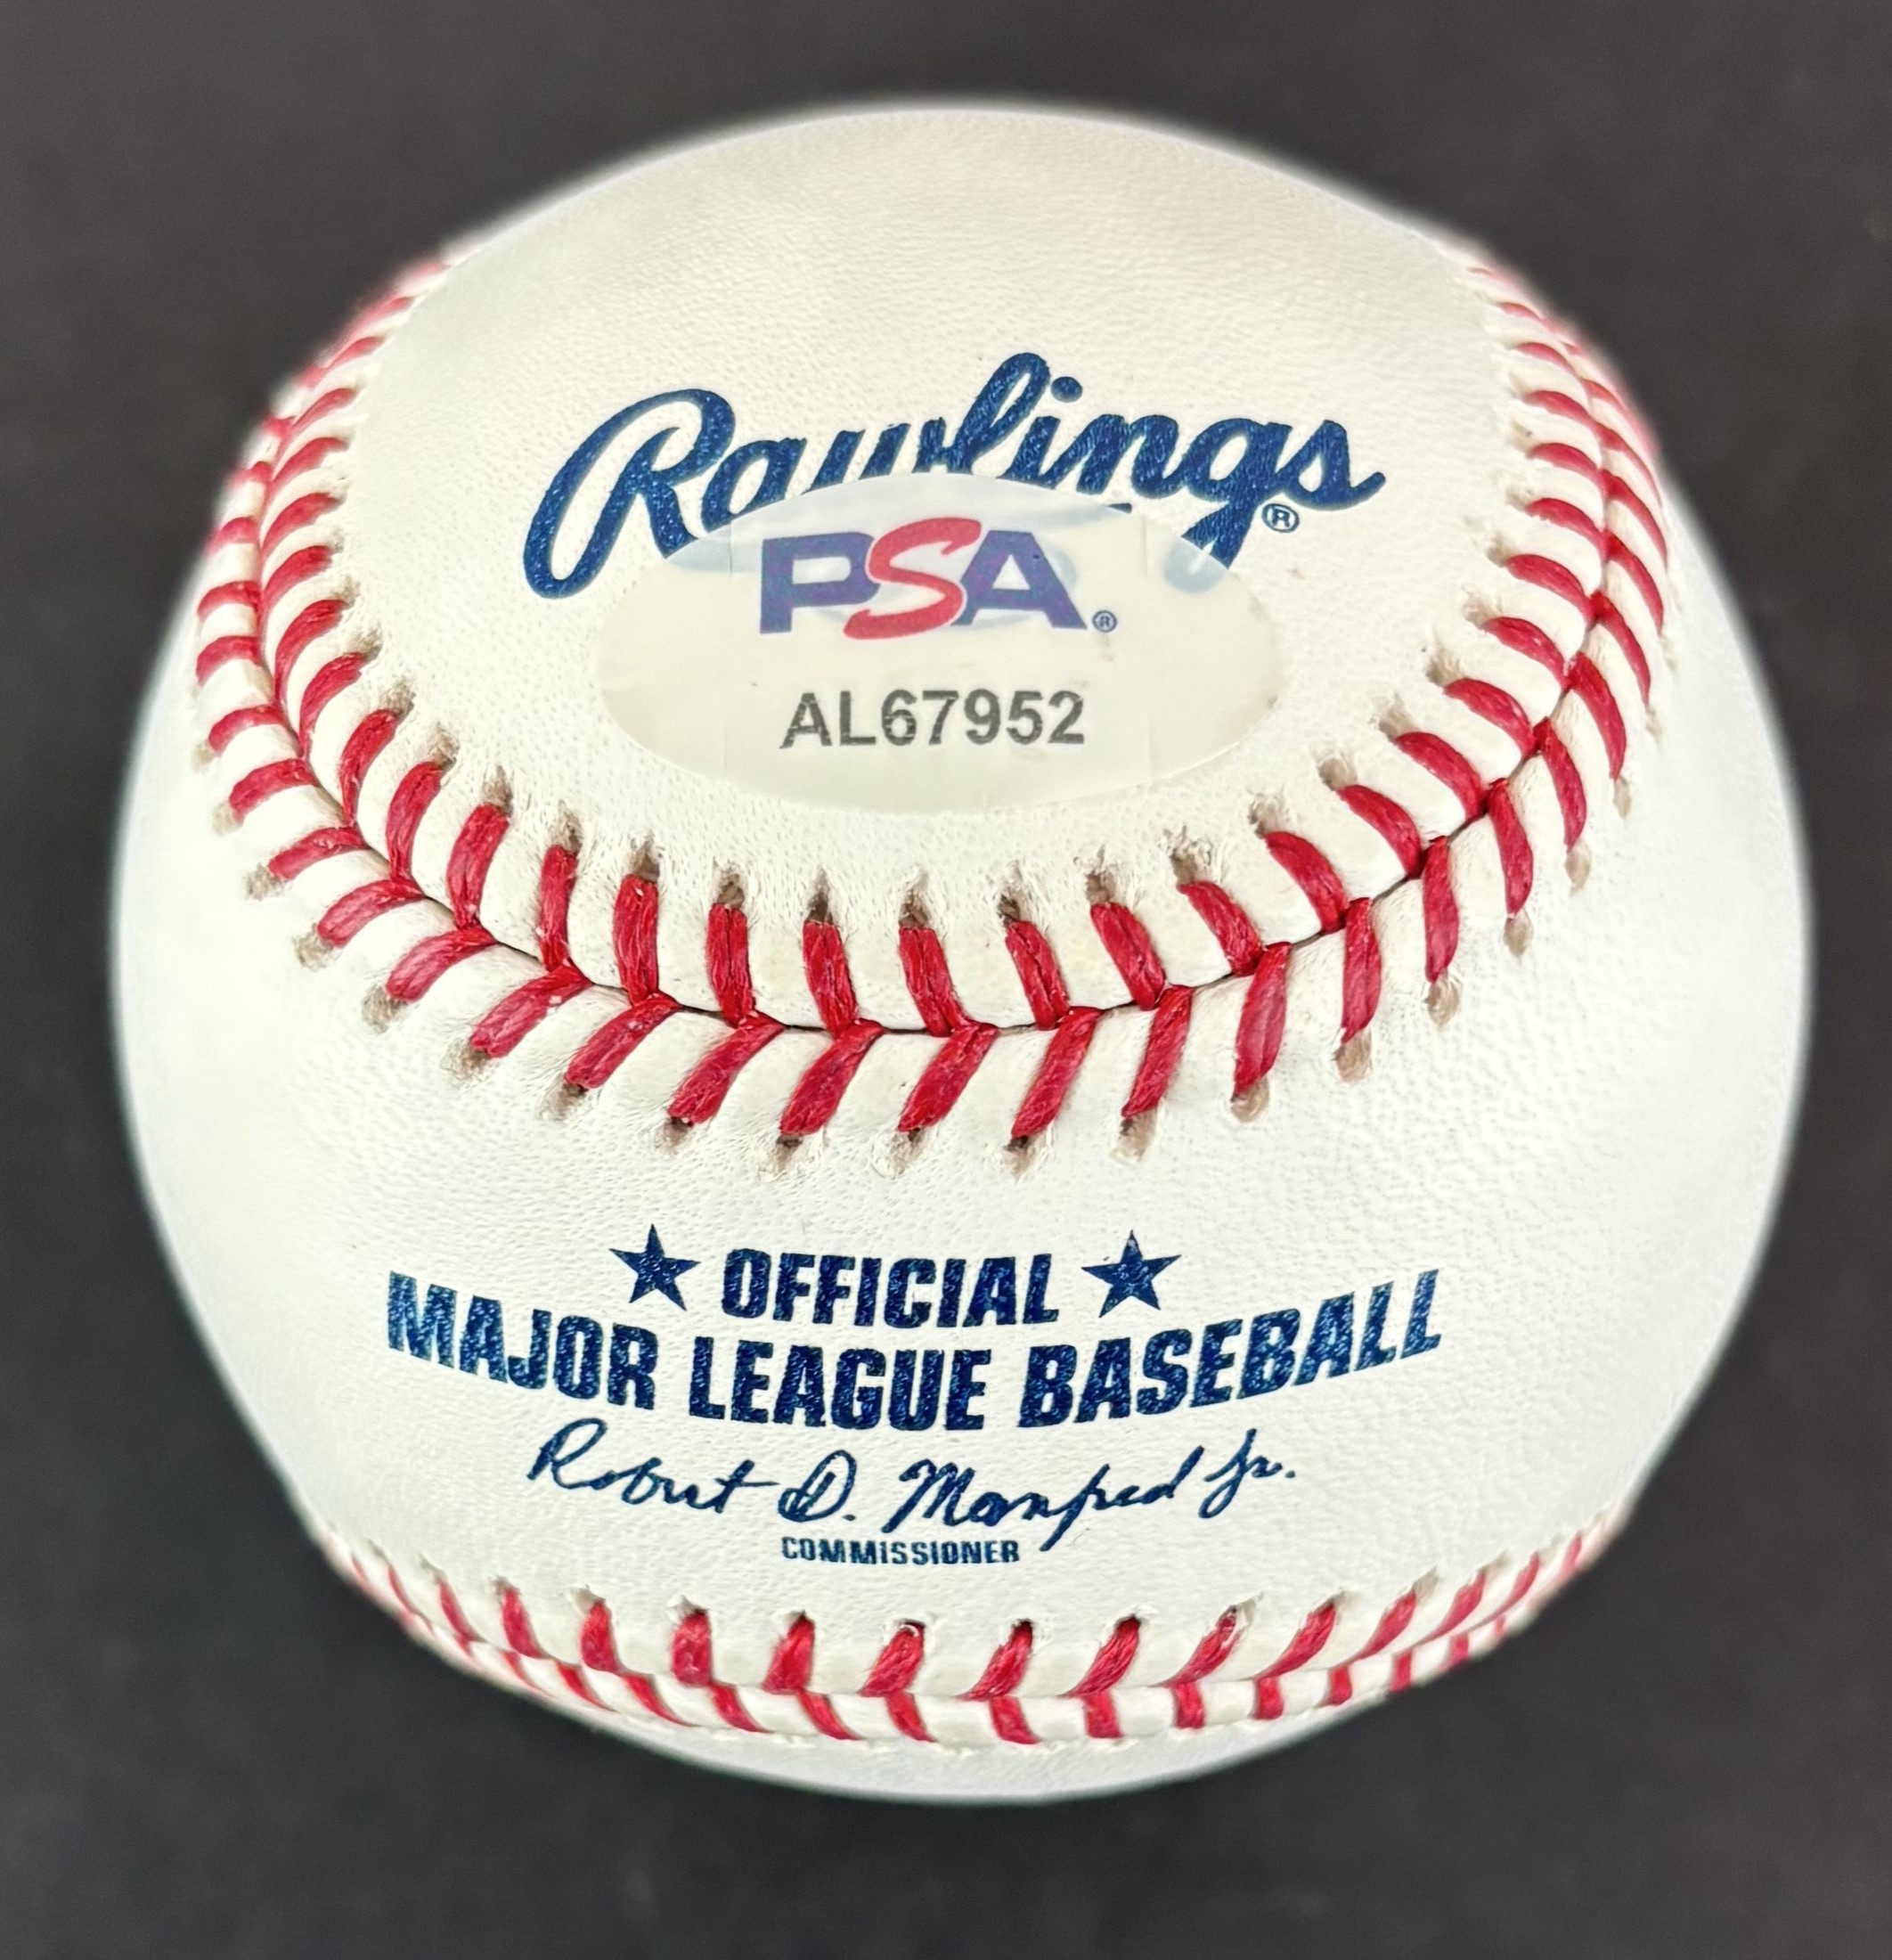 Rawlings®
PSA®
AL67952
★ OFFICIAL ★
MAJOR LEAGUE BASEBALL
Robert D. Manfred Jr.
COMMISSIONER